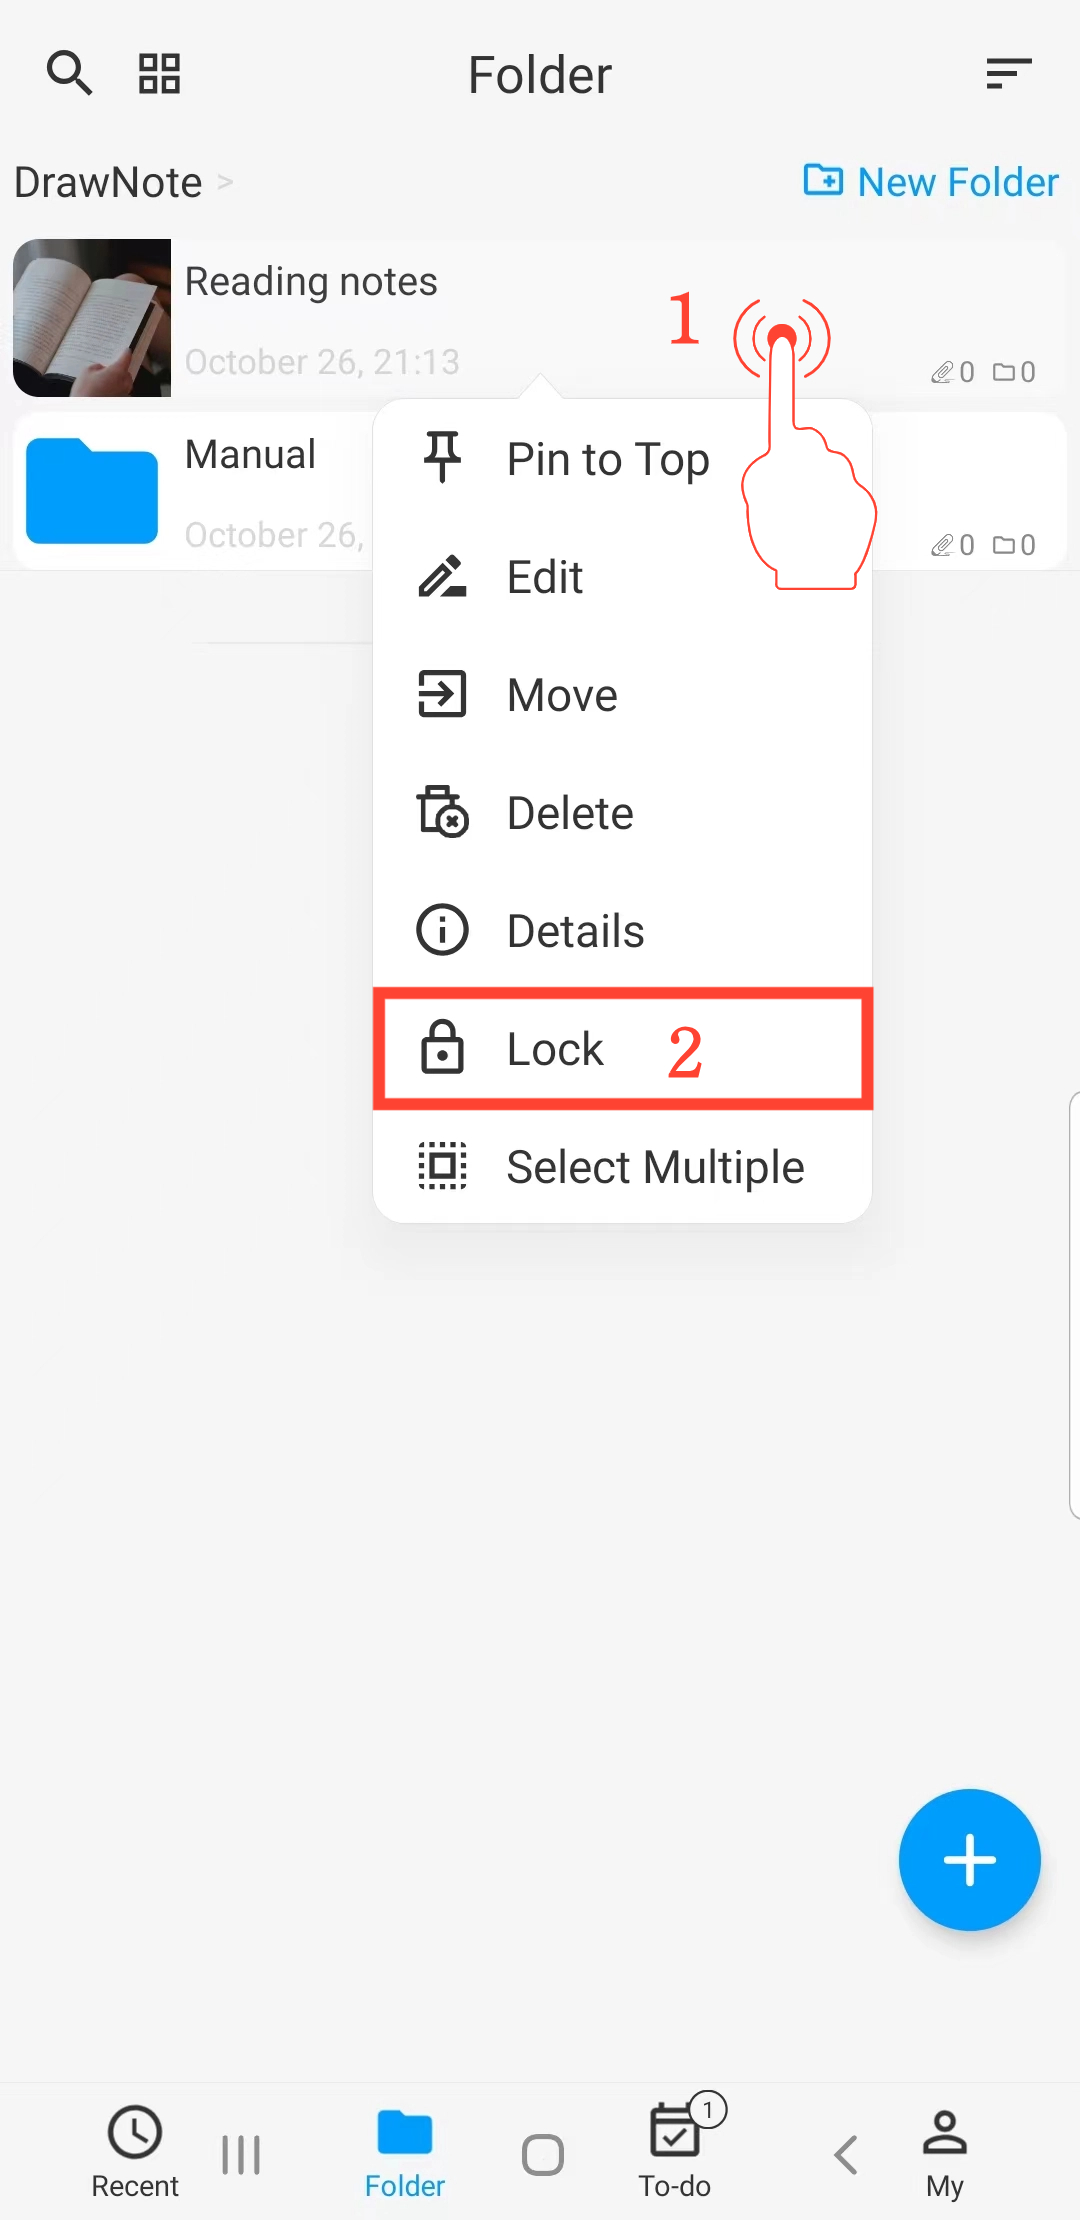 Folder
DrawNote >
New Folder
Reading notes
1
October 26, 21:13
0 0
Manual
October 26,
0 0
Pin to Top
Edit
Move
Delete
Details
Lock 2
Select Multiple
1
Recent
Folder
To-do
My